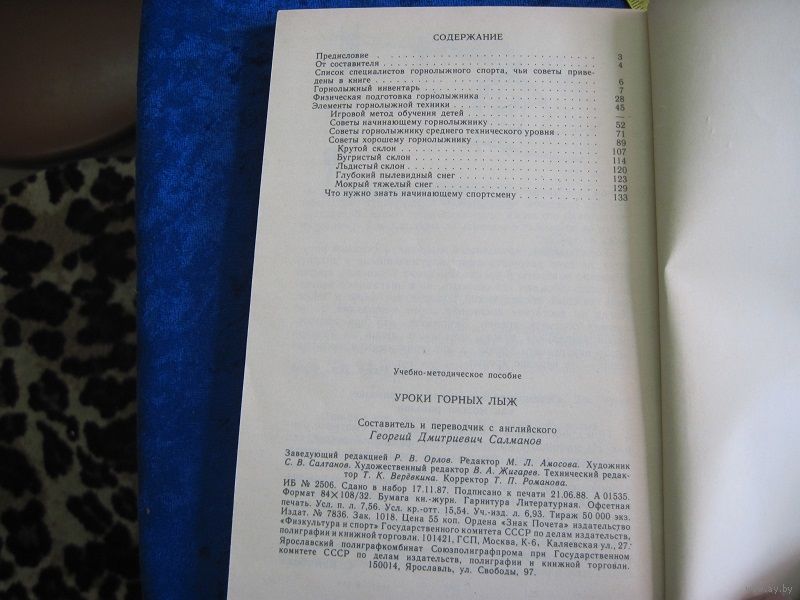 СОДЕРЖАНИЕ
Предисловие . . . 3
От составителя . . . 4
Список специалистов горнолыжного спорта, чьи советы приве-
дены в книге . . . 6
Горнолыжный инвентарь . . . 7
Физическая подготовка горнолыжника . . . 28
Элементы горнолыжной техники . . . 45
Игровой метод обучения детей . . . —
Советы начинающему горнолыжнику . . . 52
Советы горнолыжнику среднего технического уровня . . . 71
Советы хорошему горнолыжнику . . . 89
Крутой склон . . . 107
Бугристый склон . . . 114
Льдистый склон . . . 120
Глубокий пылевидный снег . . . 123
Мокрый тяжелый снег . . . 129
Что нужно знать начинающему спортсмену . . . 133
Учебно-методическое пособие
УРОКИ ГОРНЫХ ЛЫЖ
Составитель и переводчик с английского
Георгий Дмитриевич Салманов
Заведующий редакцией Р. В. Орлов. Редактор М. Л. Амосова. Художник
С. В. Салтанов. Художественный редактор В. А. Жигарев. Технический редак-
тор Т. К. Верёвкина. Корректор Т. П. Романова.
ИБ № 2506. Сдано в набор 17.11.87. Подписано к печати 21.06.88. А 01535.
Формат 84×108/32. Бумага кн.-журн. Гарнитура Литературная. Офсетная
печать. Усл. п. л. 7,56. Усл. кр.-отт. 15,54. Уч.-изд. л. 6,93. Тираж 50 000 экз.
Издат. № 7836. Зак. 1018. Цена 55 коп. Ордена «Знак Почета» издательство
«Физкультура и спорт» Государственного комитета СССР по делам издательств,
полиграфии и книжной торговли. 101421, ГСП, Москва, К-6. Каляевская ул., 27.
Ярославский полиграфкомбинат Союзполиграфпрома при Государственном
комитете СССР по делам издательств, полиграфии и книжной торговли.
150014, Ярославль, ул. Свободы, 97.